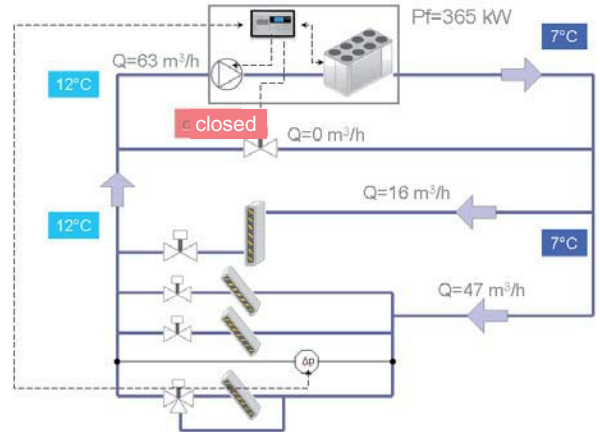 Pf=365 kW
7°C
Q=63 m³/h
12°C
closed
Q=0 m³/h
Q=16 m³/h
12°C
7°C
Q=47 m³/h
Δp